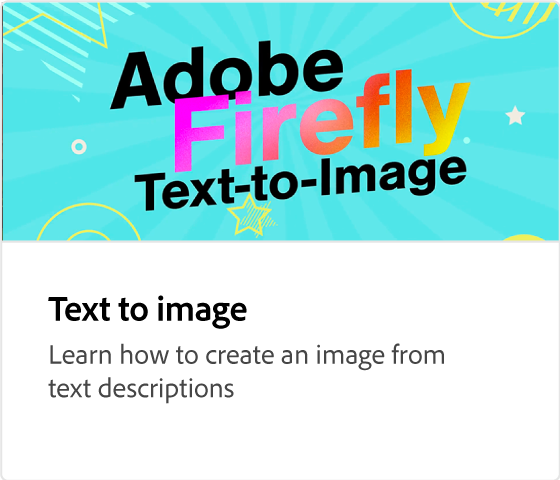 Adobe
Firefly
Text-to-Image
Text to image
Learn how to create an image from
text descriptions